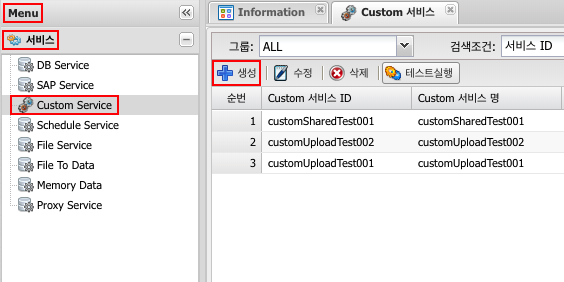 Menu
서비스
DB Service
SAP Service
Custom Service
Schedule Service
File Service
File To Data
Memory Data
Proxy Service
Information
Custom 서비스
그룹: ALL 검색조건: 서비스 ID
생성 수정 삭제 테스트실행
순번 Custom 서비스 ID Custom 서비스 명
1 customSharedTest001 customSharedTest001
2 customUploadTest002 customUploadTest002
3 customUploadTest001 customUploadTest001